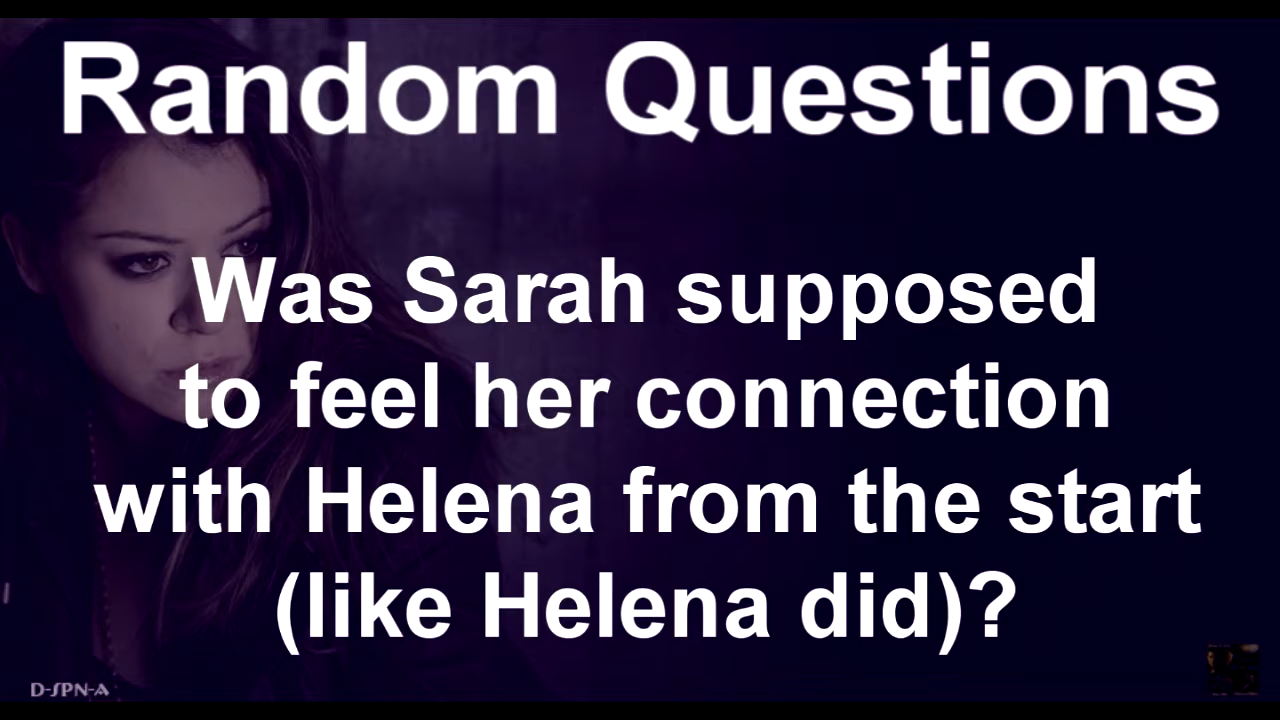 Random Questions
Was Sarah supposed
to feel her connection
with Helena from the start
(like Helena did)?
D-SPN-A